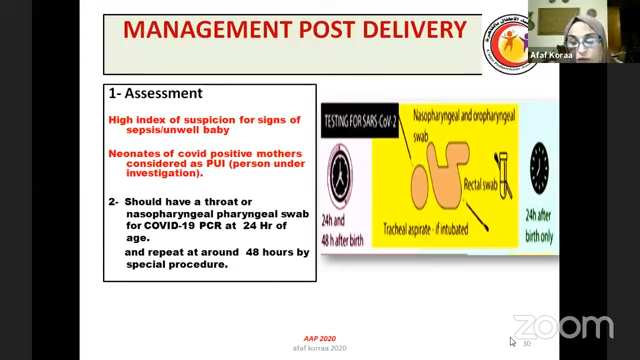 MANAGEMENT POST DELIVERY
Afaf Koraa
1- Assessment
High index of suspicion for signs of
sepsis/unwell baby
Neonates of covid positive mothers
considered as PUI (person under
investigation).
2- Should have a throat or
nasopharyngeal pharyngeal swab
for COVID-19 PCR at 24 Hr of
age.
and repeat at around 48 hours by
special procedure.
TESTING FOR SARS-CoV-2
Nasopharyngeal and oropharyngeal
swab
Rectal swab
Tracheal aspirate - if intubated
24h and
48 h after birth
24h after
birth only
AAP 2020
afaf korraa 2020
30
zoom